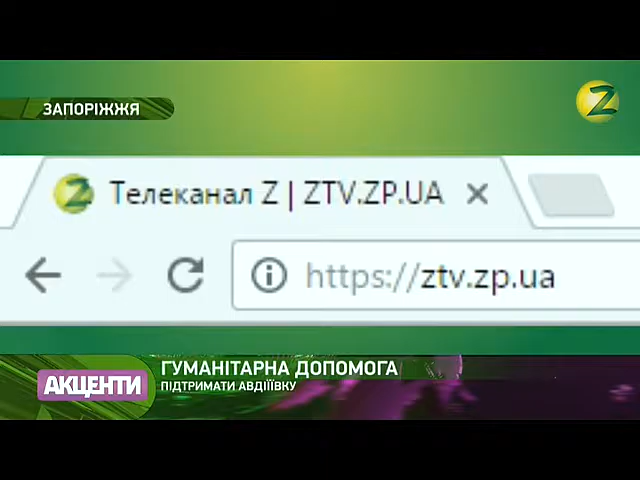 ЗАПОРІЖЖЯ
Z
Z Телеканал Z | ZTV.ZP.UA
https://ztv.zp.ua
ГУМАНІТАРНА ДОПОМОГА
АКЦЕНТИ
ПІДТРИМАТИ АВДІЇВКУ